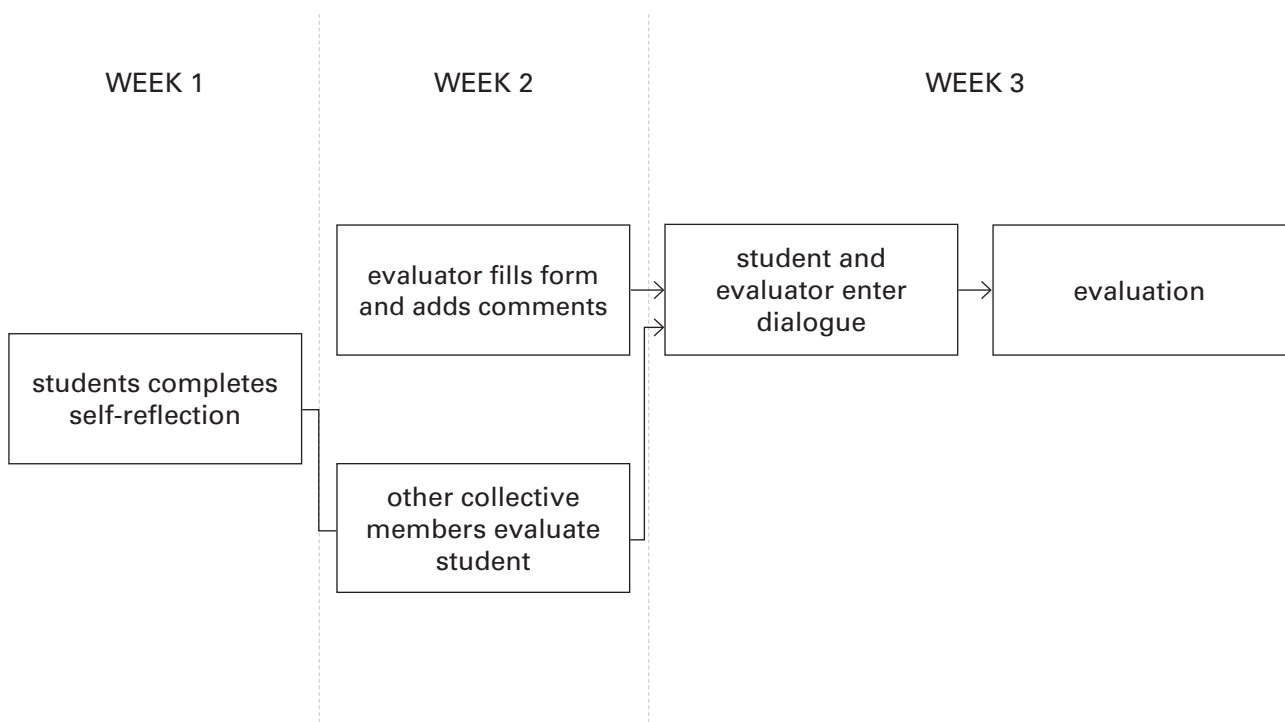 WEEK 1
WEEK 2
WEEK 3
students completes
self-reflection
evaluator fills form
and adds comments
other collective
members evaluate
student
student and
evaluator enter
dialogue
evaluation